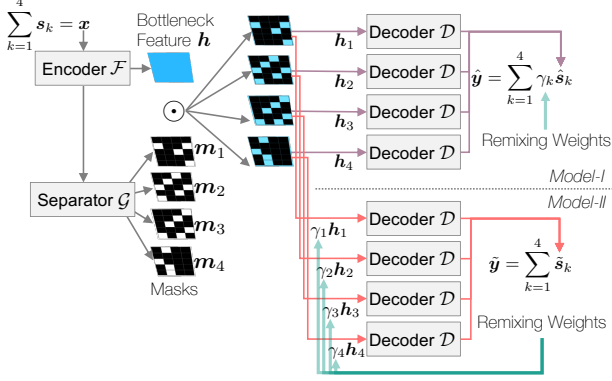 ∑_{k=1}^{4} s_k = x
Bottleneck
Feature h
Encoder F
Separator G
m_1
m_2
m_3
m_4
Masks
h_1
h_2
h_3
h_4
Decoder D
Decoder D
Decoder D
Decoder D
ŷ = ∑_{k=1}^{4} γ_k ŝ_k
Remixing Weights
Model-I
Model-II
γ_1 h_1
γ_2 h_2
γ_3 h_3
γ_4 h_4
Decoder D
Decoder D
Decoder D
Decoder D
ỹ = ∑_{k=1}^{4} s̃_k
Remixing Weights